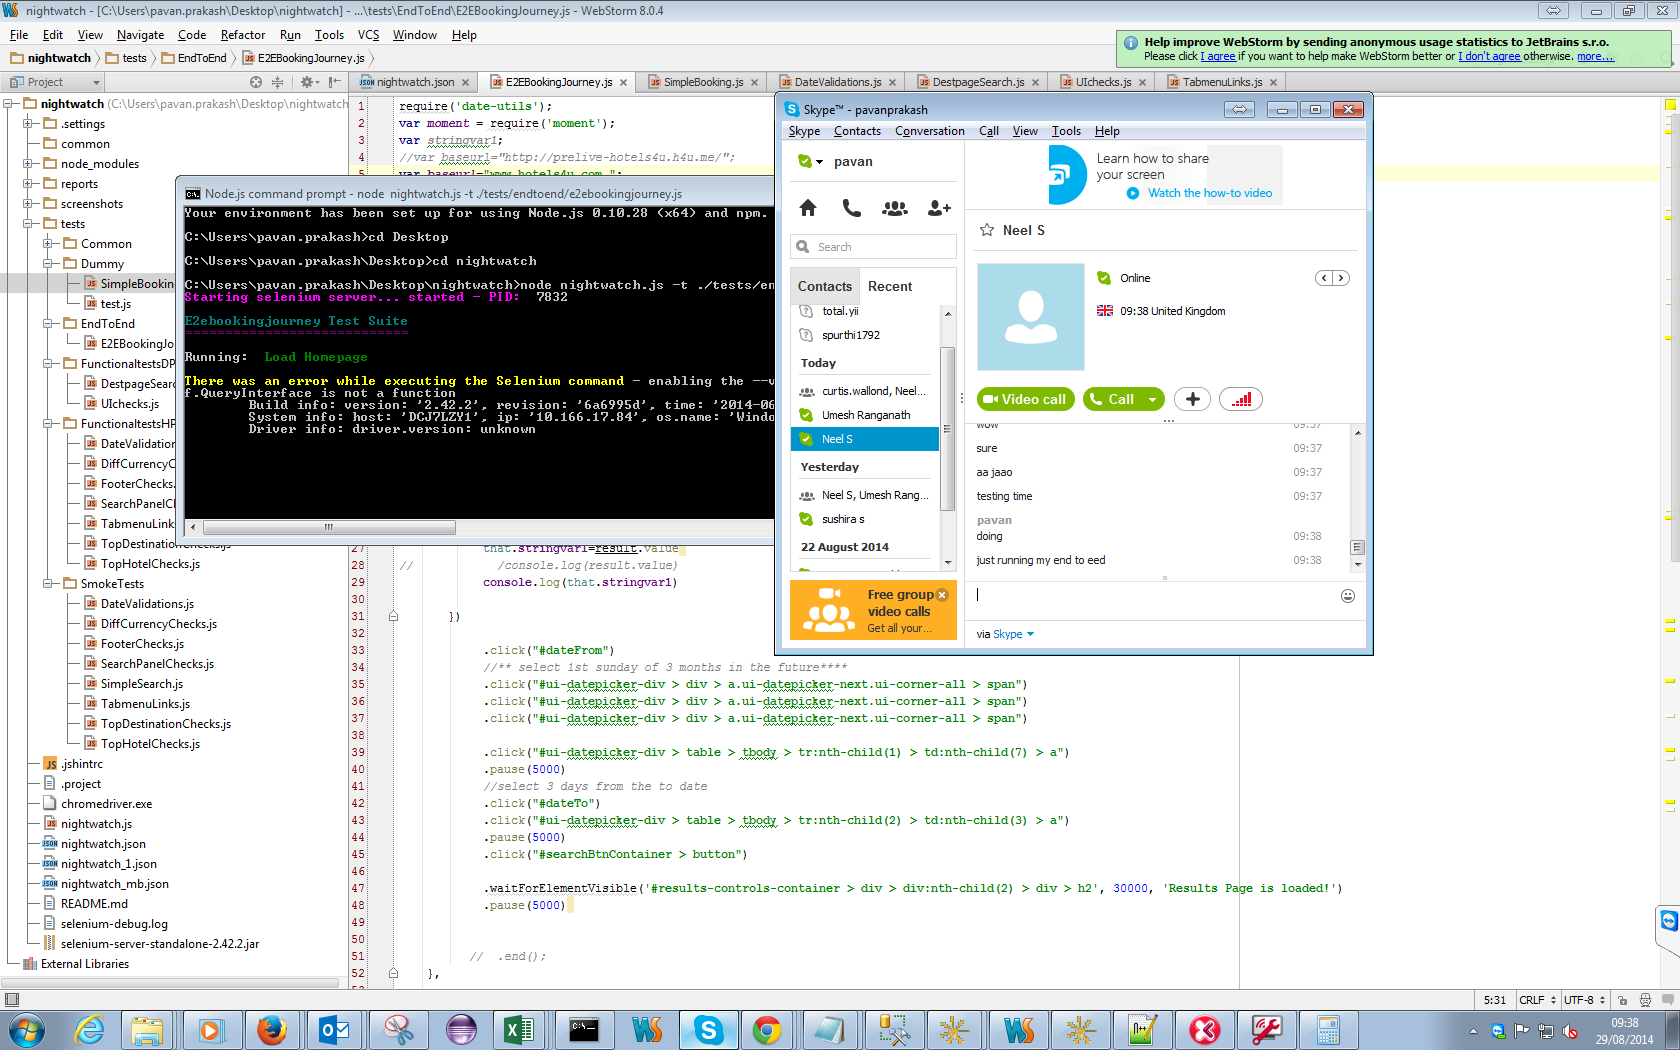 nightwatch - [C:\Users\pavan.prakash\Desktop\nightwatch] - ...\tests\EndToEnd\E2EBookingJourney.js - WebStorm 8.0.4
File Edit View Navigate Code Refactor Run Tools VCS Window Help
nightwatch tests EndToEnd E2EBookingJourney.js
Help improve WebStorm by sending anonymous usage statistics to JetBrains s.r.o.
Please click I agree if you want to help make WebStorm better or I don't agree otherwise. more...
Project
nightwatch.json E2EBookingJourney.js SimpleBooking.js DateValidations.js DestpageSearch.js UIchecks.js TabmenuLinks.js
nightwatch (C:\Users\pavan.prakash\Desktop\nightwatch
.settings
common
node_modules
reports
screenshots
tests
Common
Dummy
SimpleBookin
test.js
EndToEnd
E2EBookingJo
FunctionaltestsDP
DestpageSear
UIchecks.js
FunctionaltestsHP
DateValidation
DiffCurrencyC
FooterChecks.
SearchPanelCl
TabmenuLink
TopDestinationChecks.js
TopHotelChecks.js
SmokeTests
DateValidations.js
DiffCurrencyChecks.js
FooterChecks.js
SearchPanelChecks.js
SimpleSearch.js
TabmenuLinks.js
TopDestinationChecks.js
TopHotelChecks.js
.jshintrc
.project
chromedriver.exe
nightwatch.js
nightwatch.json
nightwatch_1.json
nightwatch_mb.json
README.md
selenium-debug.log
selenium-server-standalone-2.42.2.jar
External Libraries
1 require('date-utils');
2 var moment = require('moment');
3 var stringvar1;
4 //var baseurl="http://prelive-hotels4u.h4u.me/";
5 var baseurl="www.hotels4u.com ";
Node.js command prompt - node nightwatch.js -t ./tests/endtoend/e2ebookingjourney.js
Your environment has been set up for using Node.js 0.10.28 (x64) and npm.
C:\Users\pavan.prakash>cd Desktop
C:\Users\pavan.prakash\Desktop>cd nightwatch
C:\Users\pavan.prakash\Desktop\nightwatch>node nightwatch.js -t ./tests/en
Starting selenium server... started - PID: 7832
E2ebookingjourney Test Suite
============================
Running: Load Homepage
There was an error while executing the Selenium command - enabling the --v
f.QueryInterface is not a function
Build info: version: '2.42.2', revision: '6a6995d', time: '2014-06
System info: host: 'DCJ7LZV1', ip: '10.166.17.84', os.name: 'Windo
Driver info: driver.version: unknown
27 that.stringvar1=result.value
28 // /console.log(result.value)
29 console.log(that.stringvar1)
30
31 })
32
33 .click("#dateFrom")
34 //** select 1st sunday of 3 months in the future****
35 .click("#ui-datepicker-div > div > a.ui-datepicker-next.ui-corner-all > span")
36 .click("#ui-datepicker-div > div > a.ui-datepicker-next.ui-corner-all > span")
37 .click("#ui-datepicker-div > div > a.ui-datepicker-next.ui-corner-all > span")
38
39 .click("#ui-datepicker-div > table > tbody > tr:nth-child(1) > td:nth-child(7) > a")
40 .pause(5000)
41 //select 3 days from the to date
42 .click("#dateTo")
43 .click("#ui-datepicker-div > table > tbody > tr:nth-child(2) > td:nth-child(3) > a")
44 .pause(5000)
45 .click("#searchBtnContainer > button")
46
47 .waitForElementVisible('#results-controls-container > div > div:nth-child(2) > div > h2', 30000, 'Results Page is loaded!')
48 .pause(5000)
49
50
51 // .end();
52 },
Skype™ - pavanprakash
Skype Contacts Conversation Call View Tools Help
pavan
Search
Contacts Recent
total.yii
spurthi1792
Today
curtis.wallond, Neel...
Umesh Ranganath
Neel S
Yesterday
Neel S, Umesh Rang...
sushira s
22 August 2014
Free group
video calls
Get all your...
Learn how to share
your screen
Watch the how-to video
Neel S
Online
09:38 United Kingdom
Video call Call
wow 09:37
sure 09:37
aa jaao 09:37
testing time 09:37
pavan
doing 09:38
just running my end to eed 09:38
via Skype
5:31 CRLF UTF-8
09:38
29/08/2014